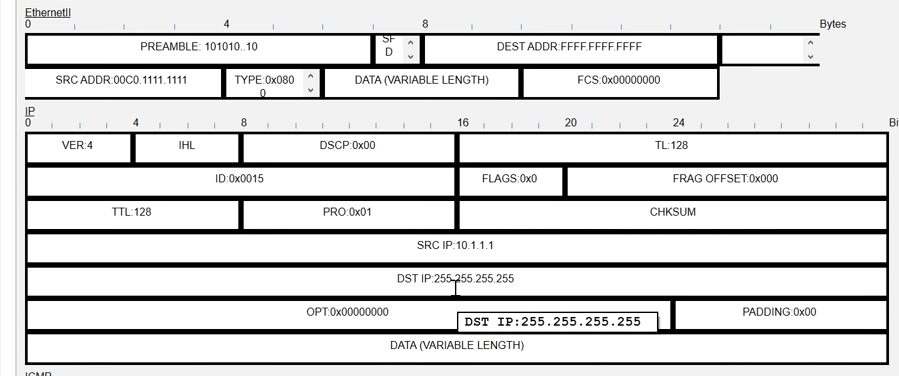 EthernetII
0 4 8 Bytes
PREAMBLE: 101010..10 SFD DEST ADDR:FFFF.FFFF.FFFF
SRC ADDR:00C0.1111.1111 TYPE:0x0800 DATA (VARIABLE LENGTH) FCS:0x00000000
IP
0 4 8 16 20 24 Bi
VER:4 IHL DSCP:0x00 TL:128
ID:0x0015 FLAGS:0x0 FRAG OFFSET:0x000
TTL:128 PRO:0x01 CHKSUM
SRC IP:10.1.1.1
DST IP:255.255.255.255
OPT:0x00000000 DST IP:255.255.255.255 PADDING:0x00
DATA (VARIABLE LENGTH)
ICMP